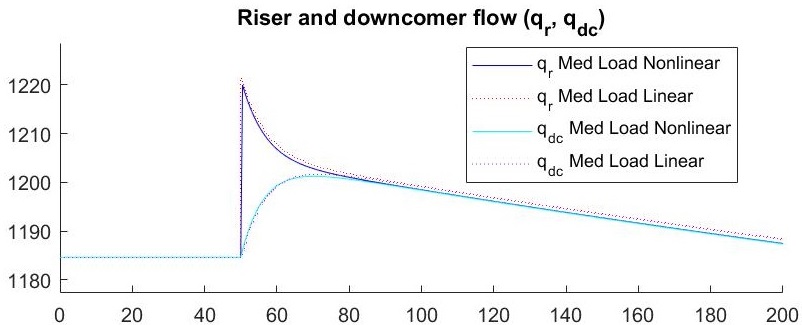 Riser and downcomer flow (q_r, q_dc)
q_r Med Load Nonlinear
q_r Med Load Linear
q_dc Med Load Nonlinear
q_dc Med Load Linear
1220
1210
1200
1190
1180
0 20 40 60 80 100 120 140 160 180 200